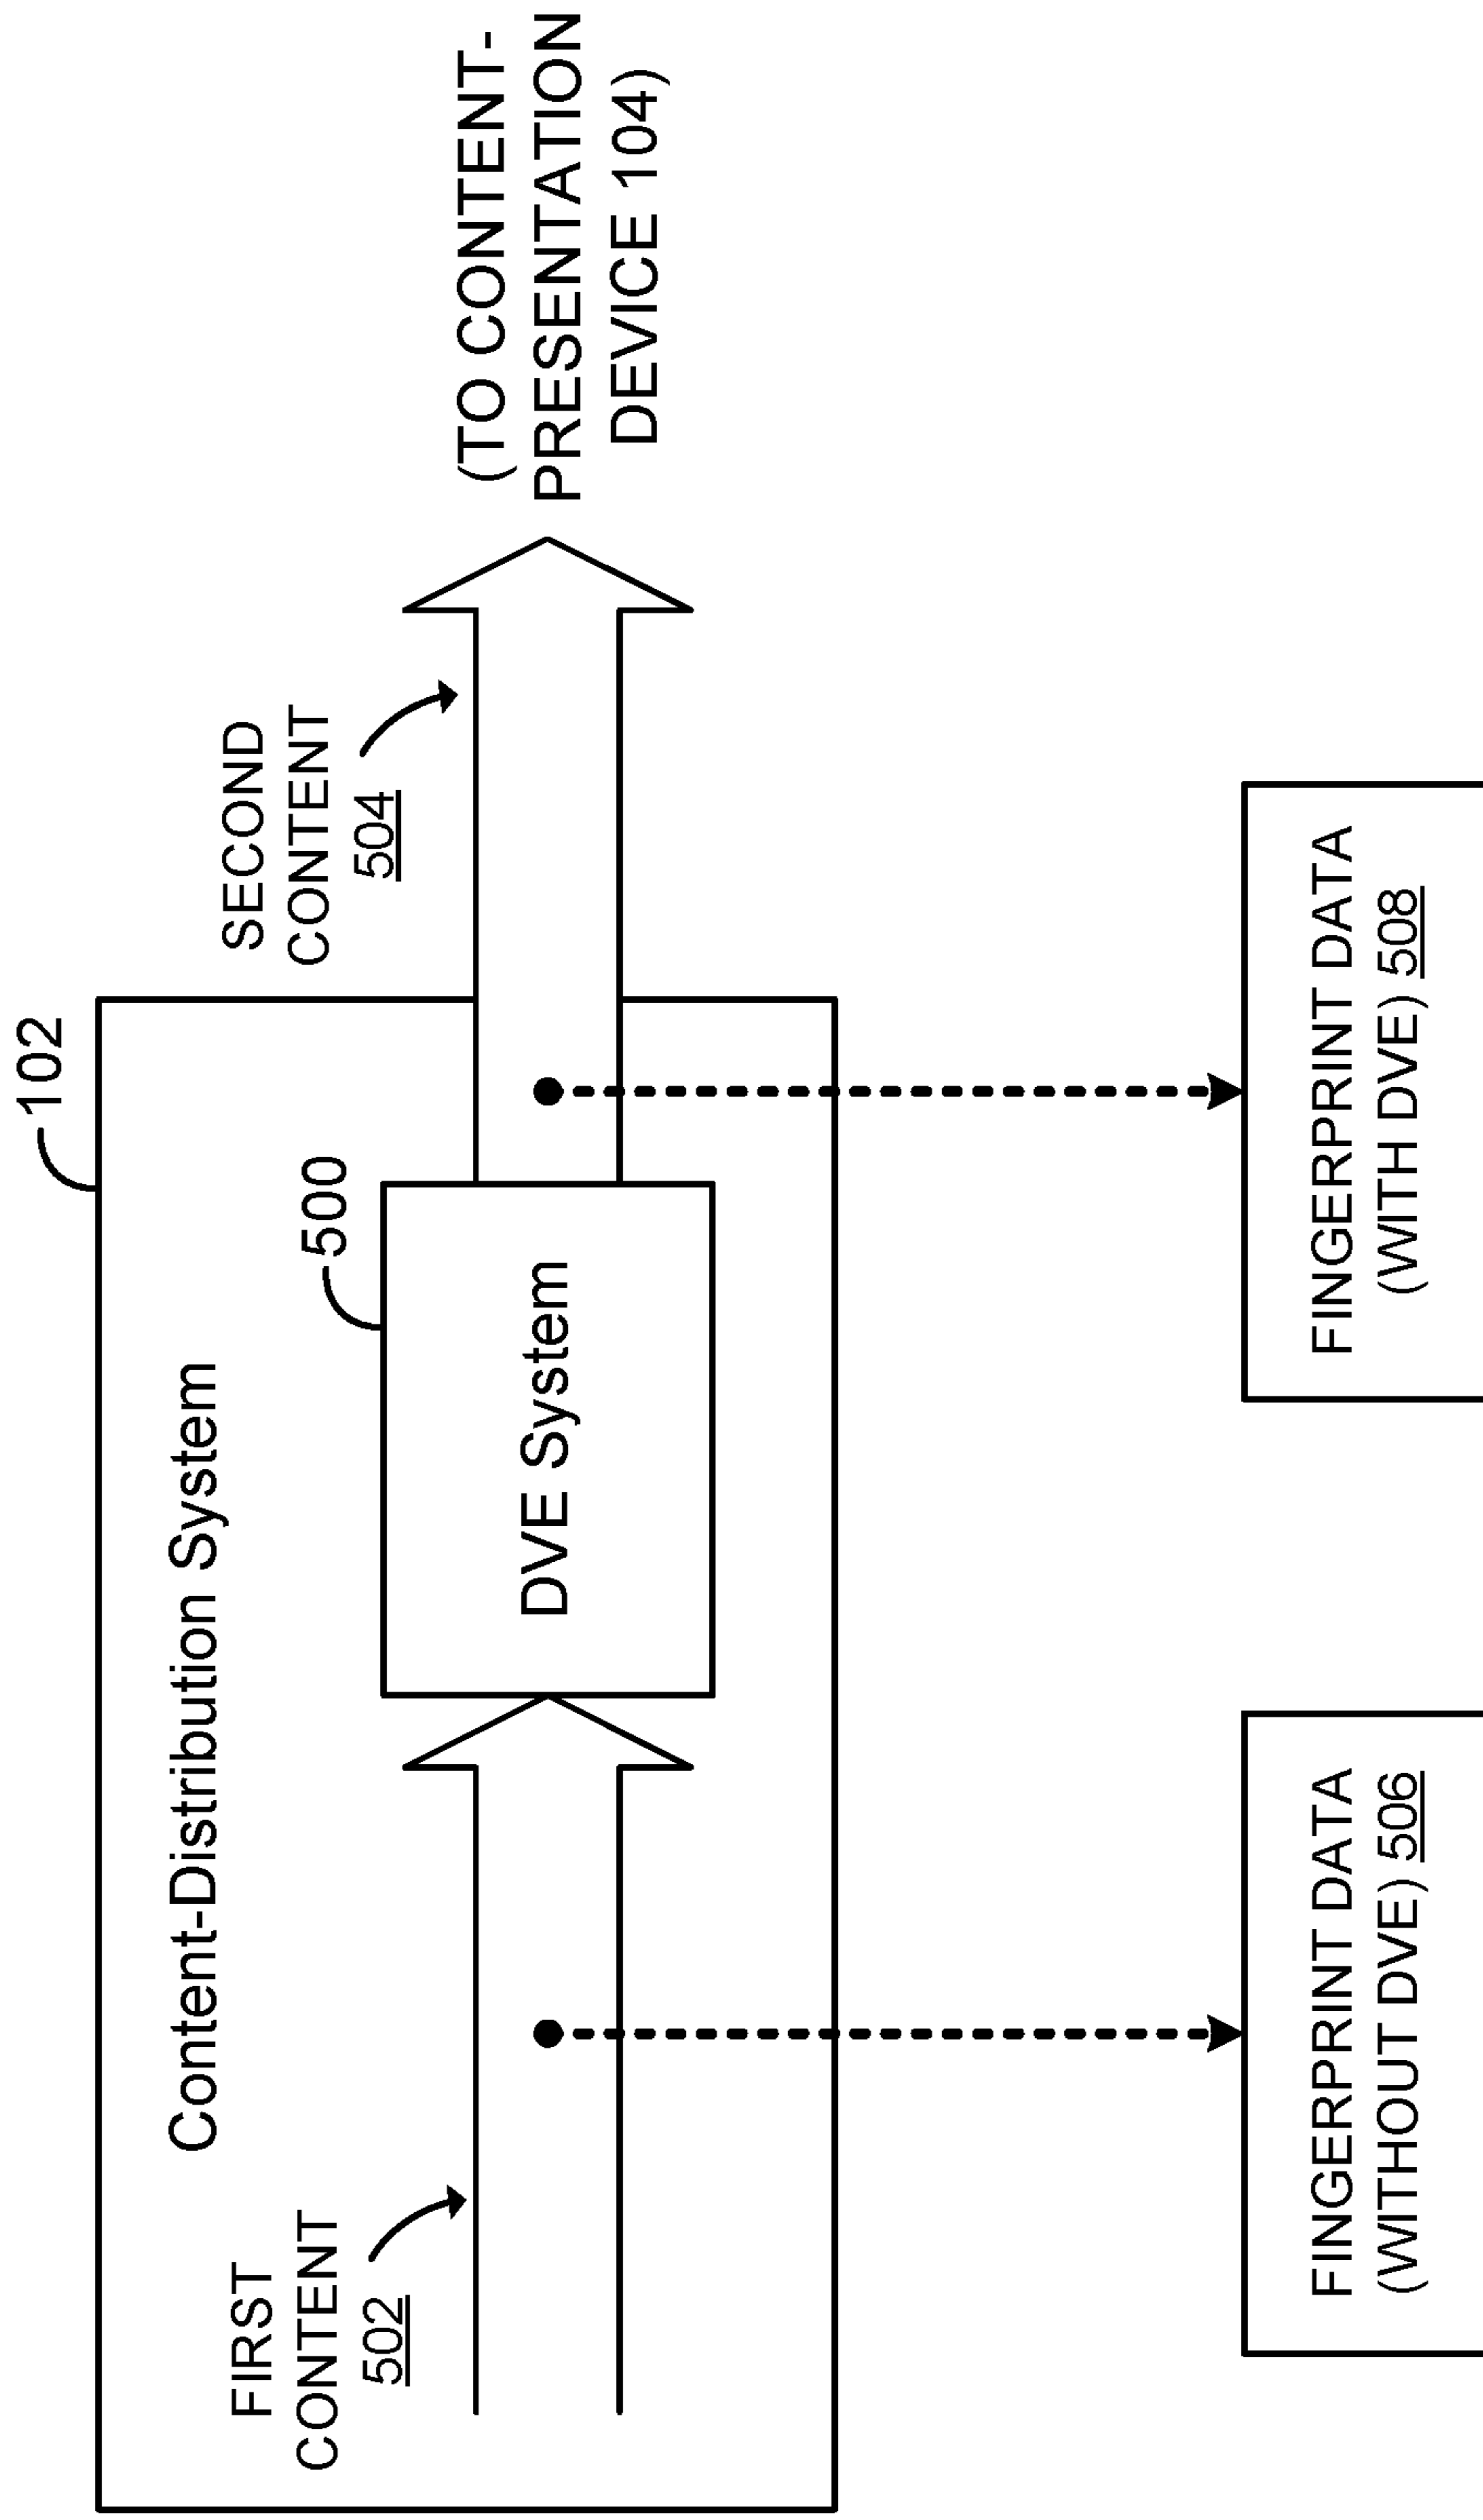 102
Content-Distribution System
500
DVE System
FIRST
CONTENT
502
SECOND
CONTENT
504
(TO CONTENT-
PRESENTATION
DEVICE 104)
FINGERPRINT DATA
(WITHOUT DVE) 506
FINGERPRINT DATA
(WITH DVE) 508